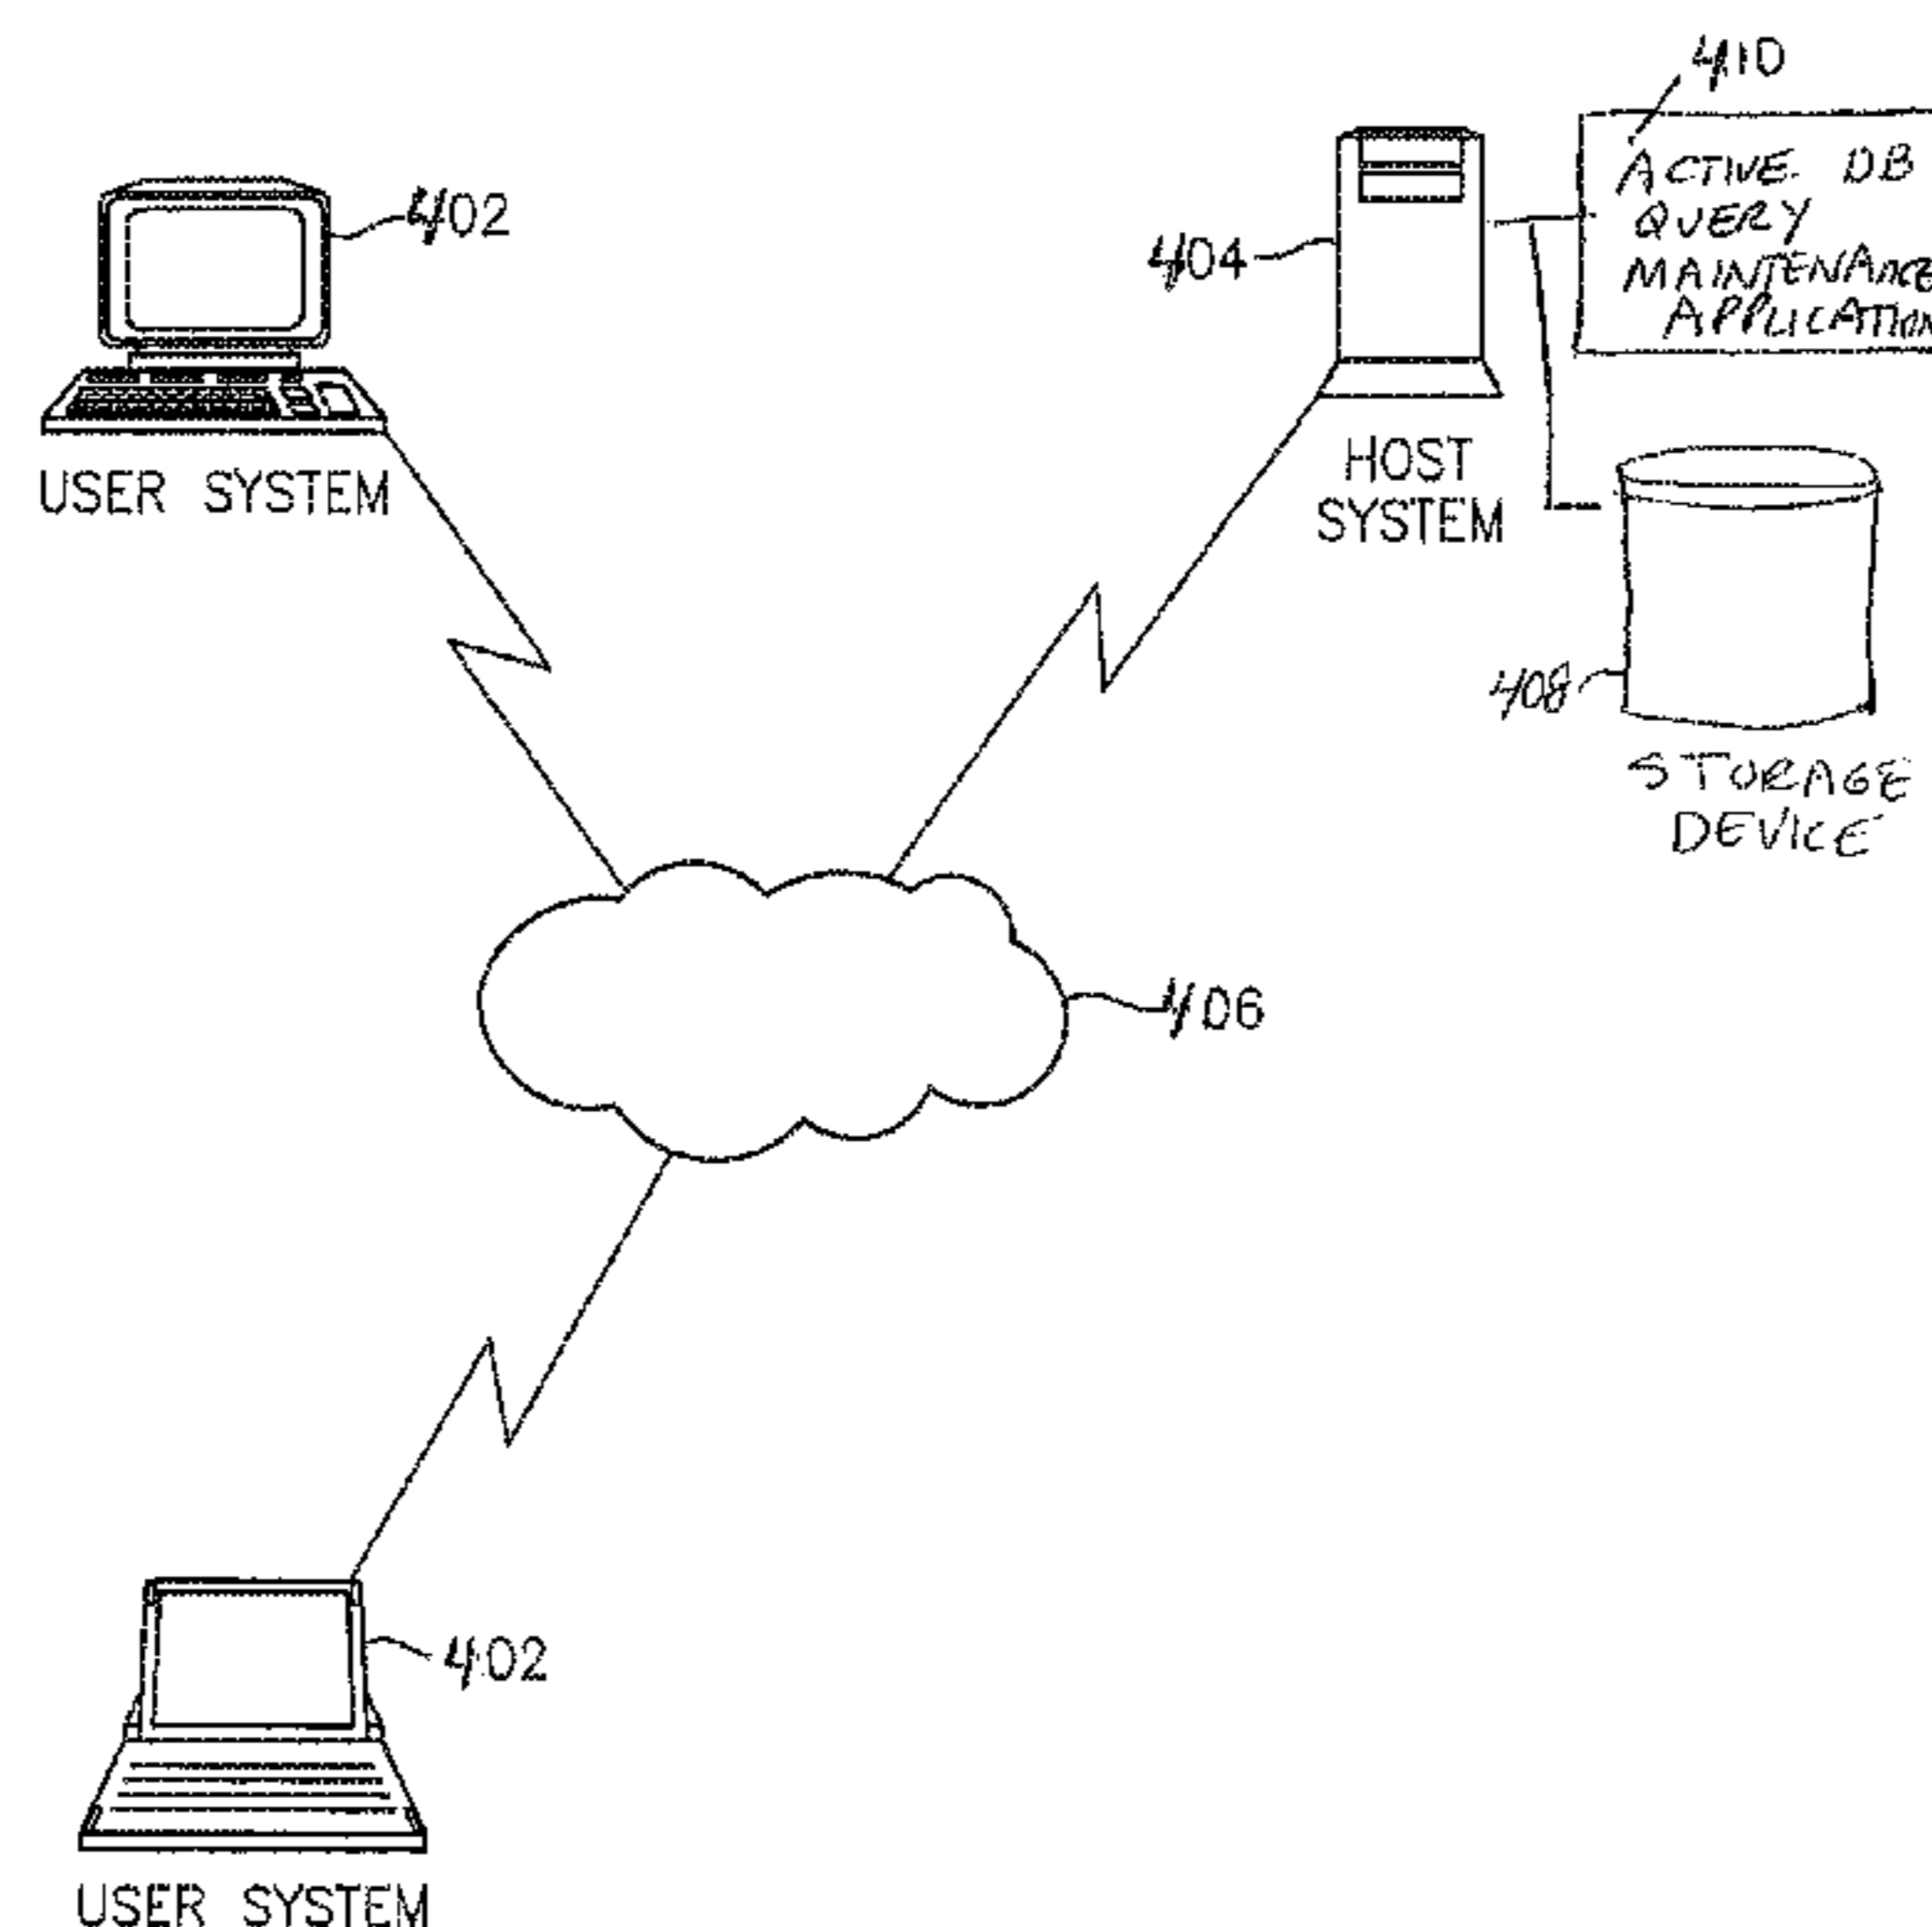 410
ACTIVE DB
QUERY
MAINTENANCE
APPLICATION
402
404
USER SYSTEM
HOST
SYSTEM
408
STORAGE
DEVICE
406
402
USER SYSTEM